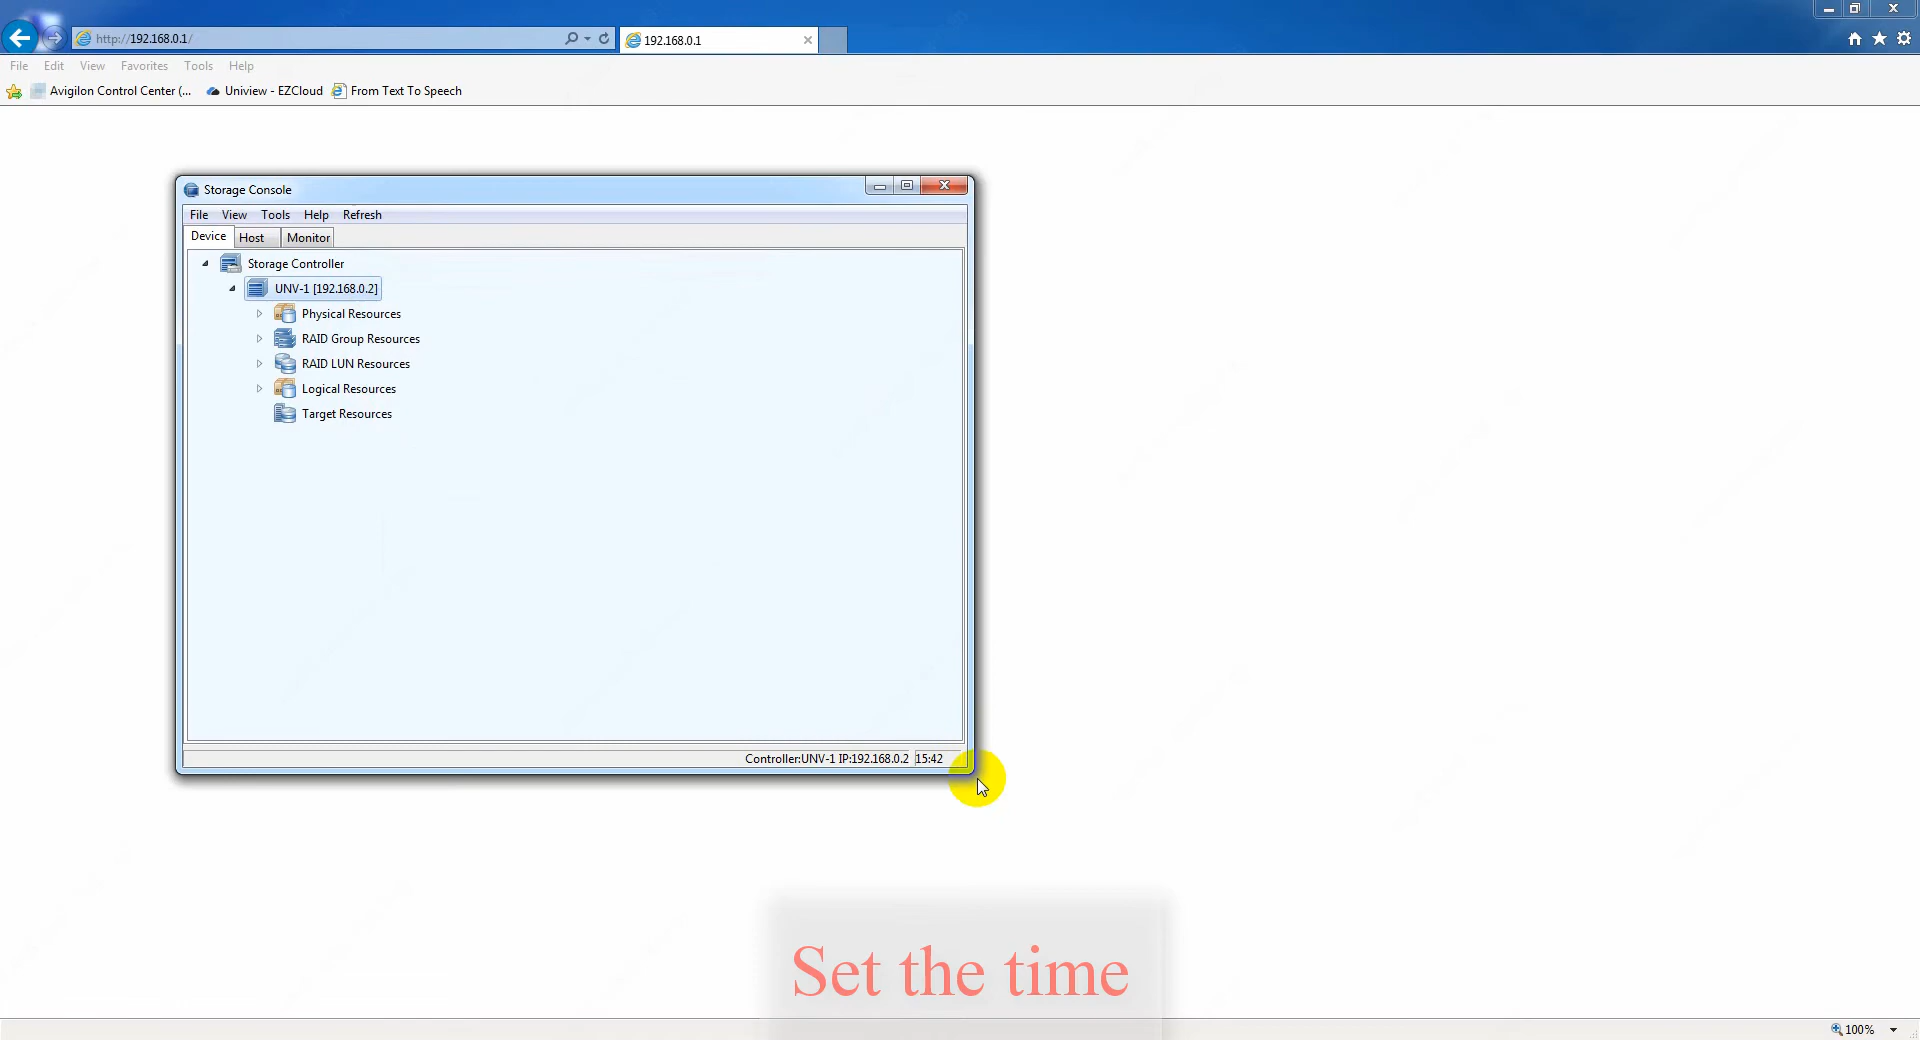 http://192.168.0.1/
192.168.0.1
File Edit View Favorites Tools Help
Avigilon Control Center (... Uniview - EZCloud From Text To Speech
Storage Console
File View Tools Help Refresh
Device Host Monitor
Storage Controller
UNV-1 [192.168.0.2]
Physical Resources
RAID Group Resources
RAID LUN Resources
Logical Resources
Target Resources
Controller:UNV-1 IP:192.168.0.2 15:42
Set the time
100%